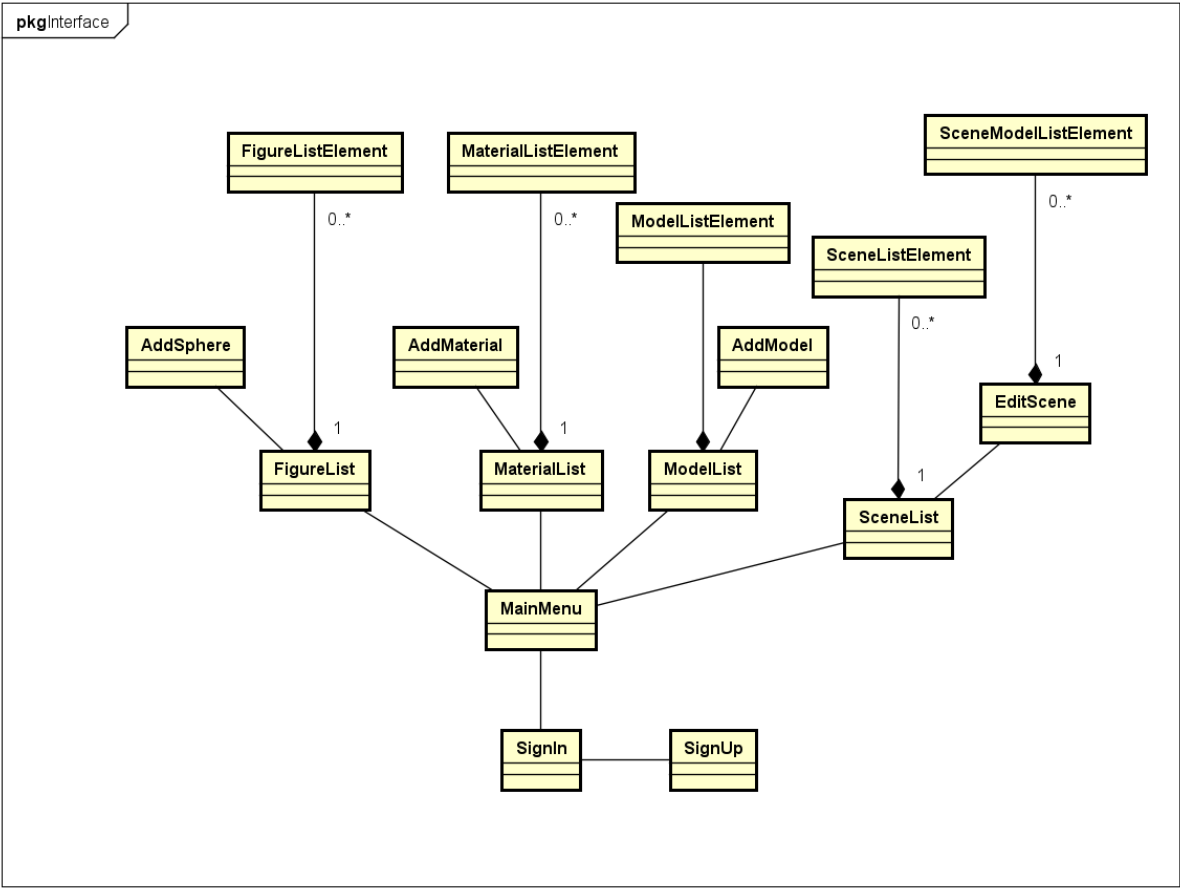 pkgInterface
SceneModelListElement
FigureListElement
MaterialListElement
0..*
0..*
0..*
ModelListElement
SceneListElement
0..*
AddSphere
AddMaterial
AddModel
1
EditScene
1
1
FigureList
MaterialList
ModelList
1
SceneList
MainMenu
SignIn
SignUp